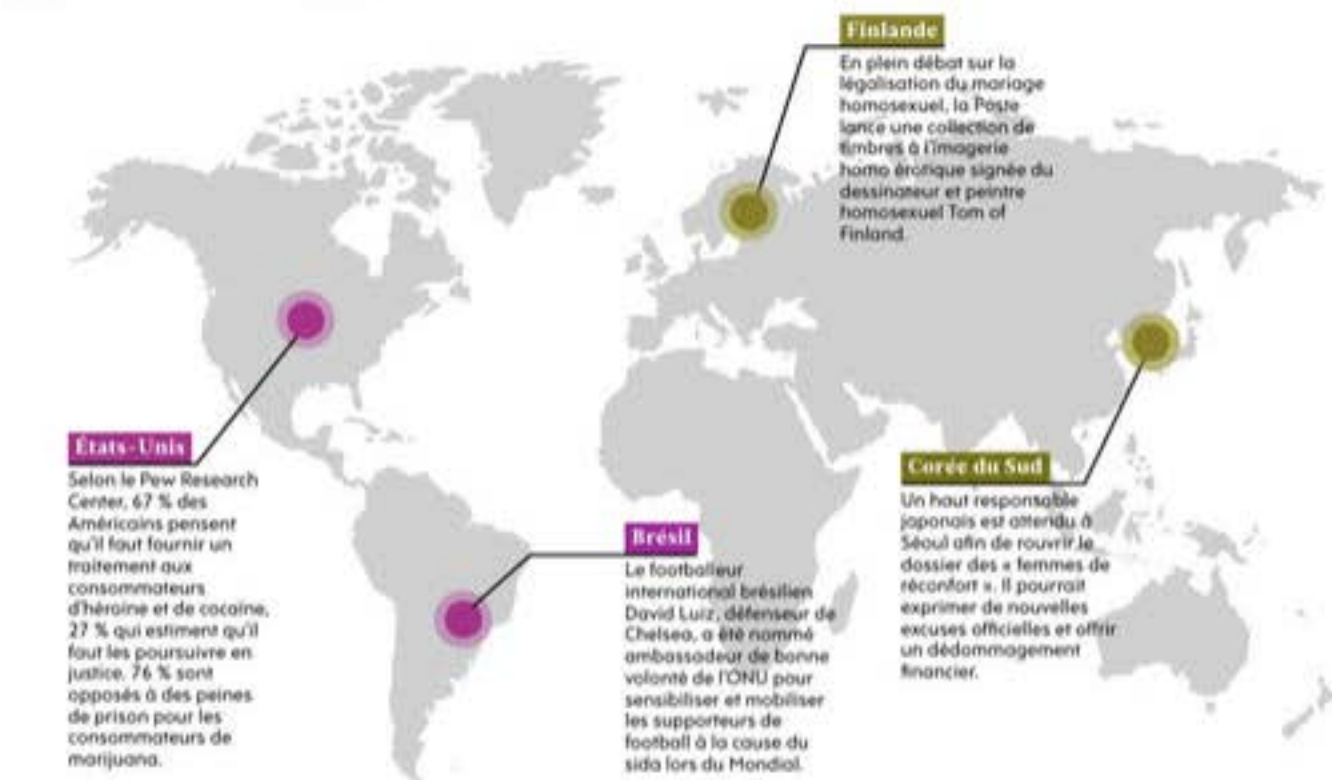 Finlande
En plein débat sur la
légalisation du mariage
homosexuel, la Poste
lance une collection de
timbres à l'imagerie
homo érotique signée du
dessinateur et peintre
homosexuel Tom of
Finland.
États-Unis
Selon le Pew Research
Center, 67 % des
Américains pensent
qu'il faut fournir un
traitement aux
consommateurs
d'héroïne et de cocaïne,
27 % qui estiment qu'il
faut les poursuivre en
justice. 76 % sont
opposés à des peines
de prison pour les
consommateurs de
marijuana.
Brésil
Le footballeur
international brésilien
David Luiz, défenseur de
Chelsea, a été nommé
ambassadeur de bonne
volonté de l'ONU pour
sensibiliser et mobiliser
les supporteurs de
football à la cause du
sida lors du Mondial.
Corée du Sud
Un haut responsable
japonais est attendu à
Séoul afin de rouvrir le
dossier des « femmes de
réconfort ». Il pourrait
exprimer de nouvelles
excuses officielles et offrir
un dédommagement
financier.